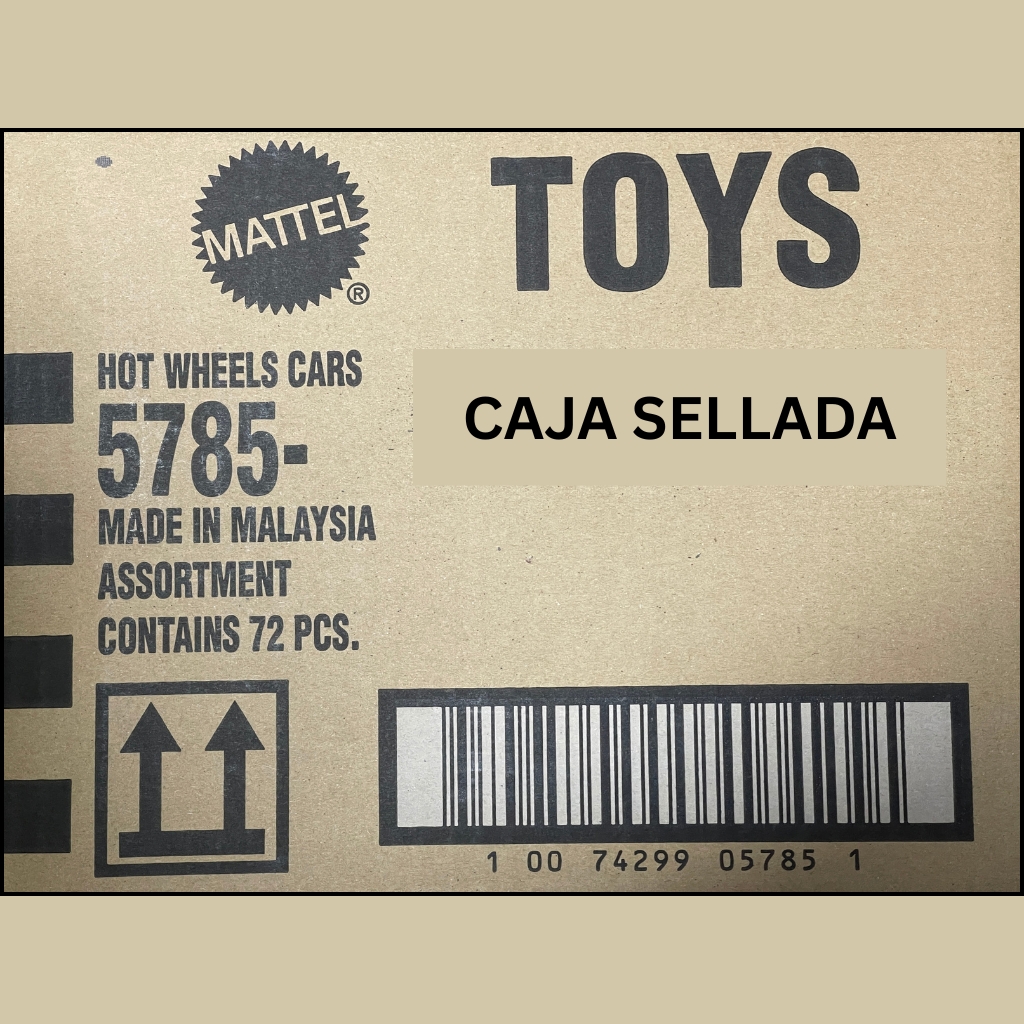 MATTEL
®
TOYS
HOT WHEELS CARS
5785-
CAJA SELLADA
MADE IN MALAYSIA
ASSORTMENT
CONTAINS 72 PCS.
1 00 74299 05785 1